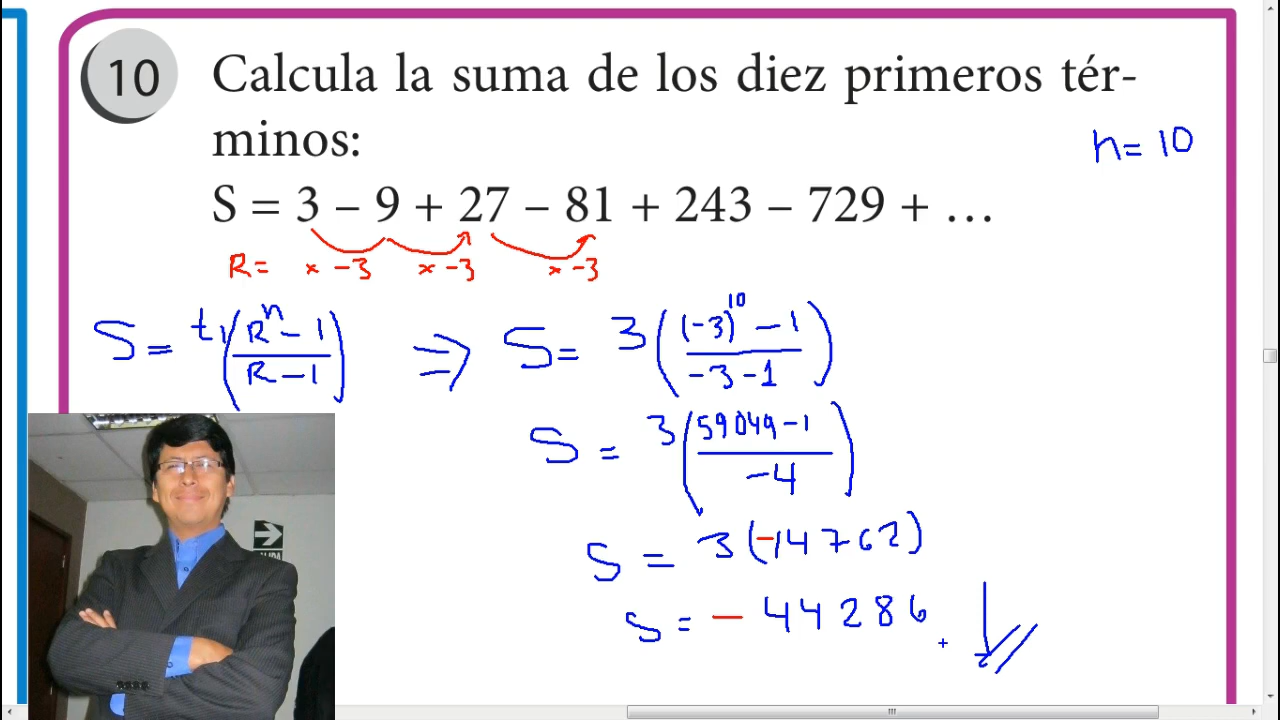 10 Calcula la suma de los diez primeros tér-
minos:
n = 10
S = 3 – 9 + 27 – 81 + 243 – 729 + ...
R = x -3 x -3 x -3
S = t₁(Rⁿ - 1 / R - 1) ⇒ S = 3((-3)¹⁰ - 1 / -3 - 1)
S = 3(59049 - 1 / -4)
S = 3(-14762)
S = - 44286.